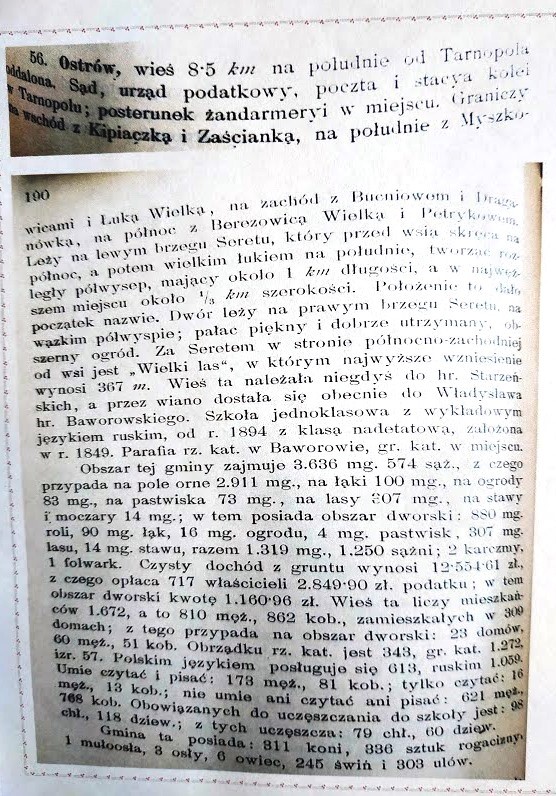 56. Ostrów, wieś 8·5 km na południe od Tarnopola
oddalona. Sąd, urząd podatkowy, poczta i stacya kolei
w Tarnopolu; posterunek żandarmeryi w miejscu. Graniczy
na wschód z Kipiączką i Zaścianką, na południe z Myszko-
190
wicami i Łuką Wielką, na zachód z Bucniowem i Draga-
nówką, na północ z Berezowicą Wielką i Petrykowem.
Leży na lewym brzegu Seretu, który przed wsią skręca na
północ, a potem wielkim łukiem na południe, tworząc roz-
legły półwysep, mający około 1 km długości, a w najwęż-
szem miejscu około 1/3 km szerokości. Położenie to dało
początek nazwie. Dwór leży na prawym brzegu Seretu, na
wązkim półwyspie; pałac piękny i dobrze utrzymany, ob-
szerny ogród. Za Seretem w stronie północno-zachodniej
od wsi jest „Wielki las“, w którym najwyższe wzniesienie
wynosi 367 m. Wieś ta należała niegdyś do hr. Starzeń-
skich, a przez wiano dostała się obecnie do Władysława
hr. Baworowskiego. Szkoła jednoklasowa z wykładowym
językiem ruskim, od r. 1894 z klasą nadetatową, założona
w r. 1849. Parafia rz. kat. w Baworowie, gr. kat. w miejscu.
Obszar tej gminy zajmuje 3.636 mg. 574 sąż., z czego
przypada na pole orne 2.911 mg., na łąki 100 mg., na ogrody
83 mg., na pastwiska 73 mg., na lasy 307 mg., na stawy
i moczary 14 mg.; w tem posiada obszar dworski: 880 mg.
roli, 90 mg. łąk, 16 mg. ogrodu, 4 mg. pastwisk, 307 mg.
lasu, 14 mg. stawu, razem 1.319 mg., 1.250 sążni; 2 karczmy,
1 folwark. Czysty dochód z gruntu wynosi 12·554·61 zł.,
z czego opłaca 717 właścicieli 2.849·90 zł. podatku; w tem
obszar dworski kwotę 1.160·96 zł. Wieś ta liczy mieszkań-
ców 1.672, a to 810 męż., 862 kob., zamieszkałych w 309
domach; z tego przypada na obszar dworski: 23 domów,
60 męż., 51 kob. Obrządku rz. kat. jest 343, gr. kat. 1.272,
izr. 57. Polskim językiem posługuje się 613, ruskim 1.059.
Umie czytać i pisać: 173 męż., 81 kob.; tylko czytać: 16
męż., 13 kob.; nie umie ani czytać ani pisać: 621 męż.,
768 kob. Obowiązanych do uczęszczania do szkoły jest: 98
chł., 118 dziew.; z tych uczęszcza: 79 chł., 60 dziew.
Gmina ta posiada: 311 koni, 336 sztuk rogacizny,
1 mułoosła, 3 osły, 6 owiec, 245 świń i 303 ulów.